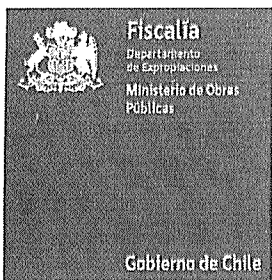 Fiscalía
Departamento
de Expropiaciones
Ministerio de Obras
Públicas
Gobierno de Chile